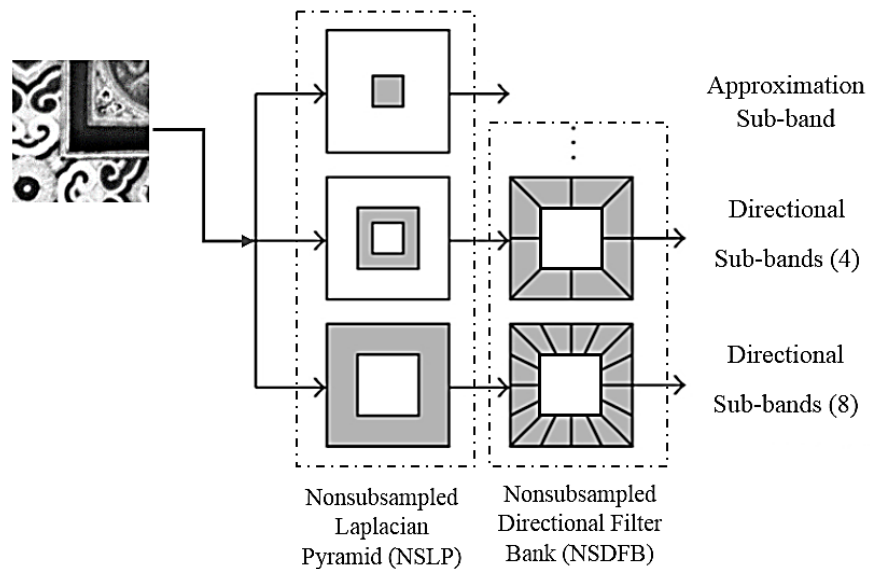 Approximation
Sub-band
Directional
Sub-bands (4)
Directional
Sub-bands (8)
Nonsubsampled
Laplacian
Pyramid (NSLP)
Nonsubsampled
Directional Filter
Bank (NSDFB)